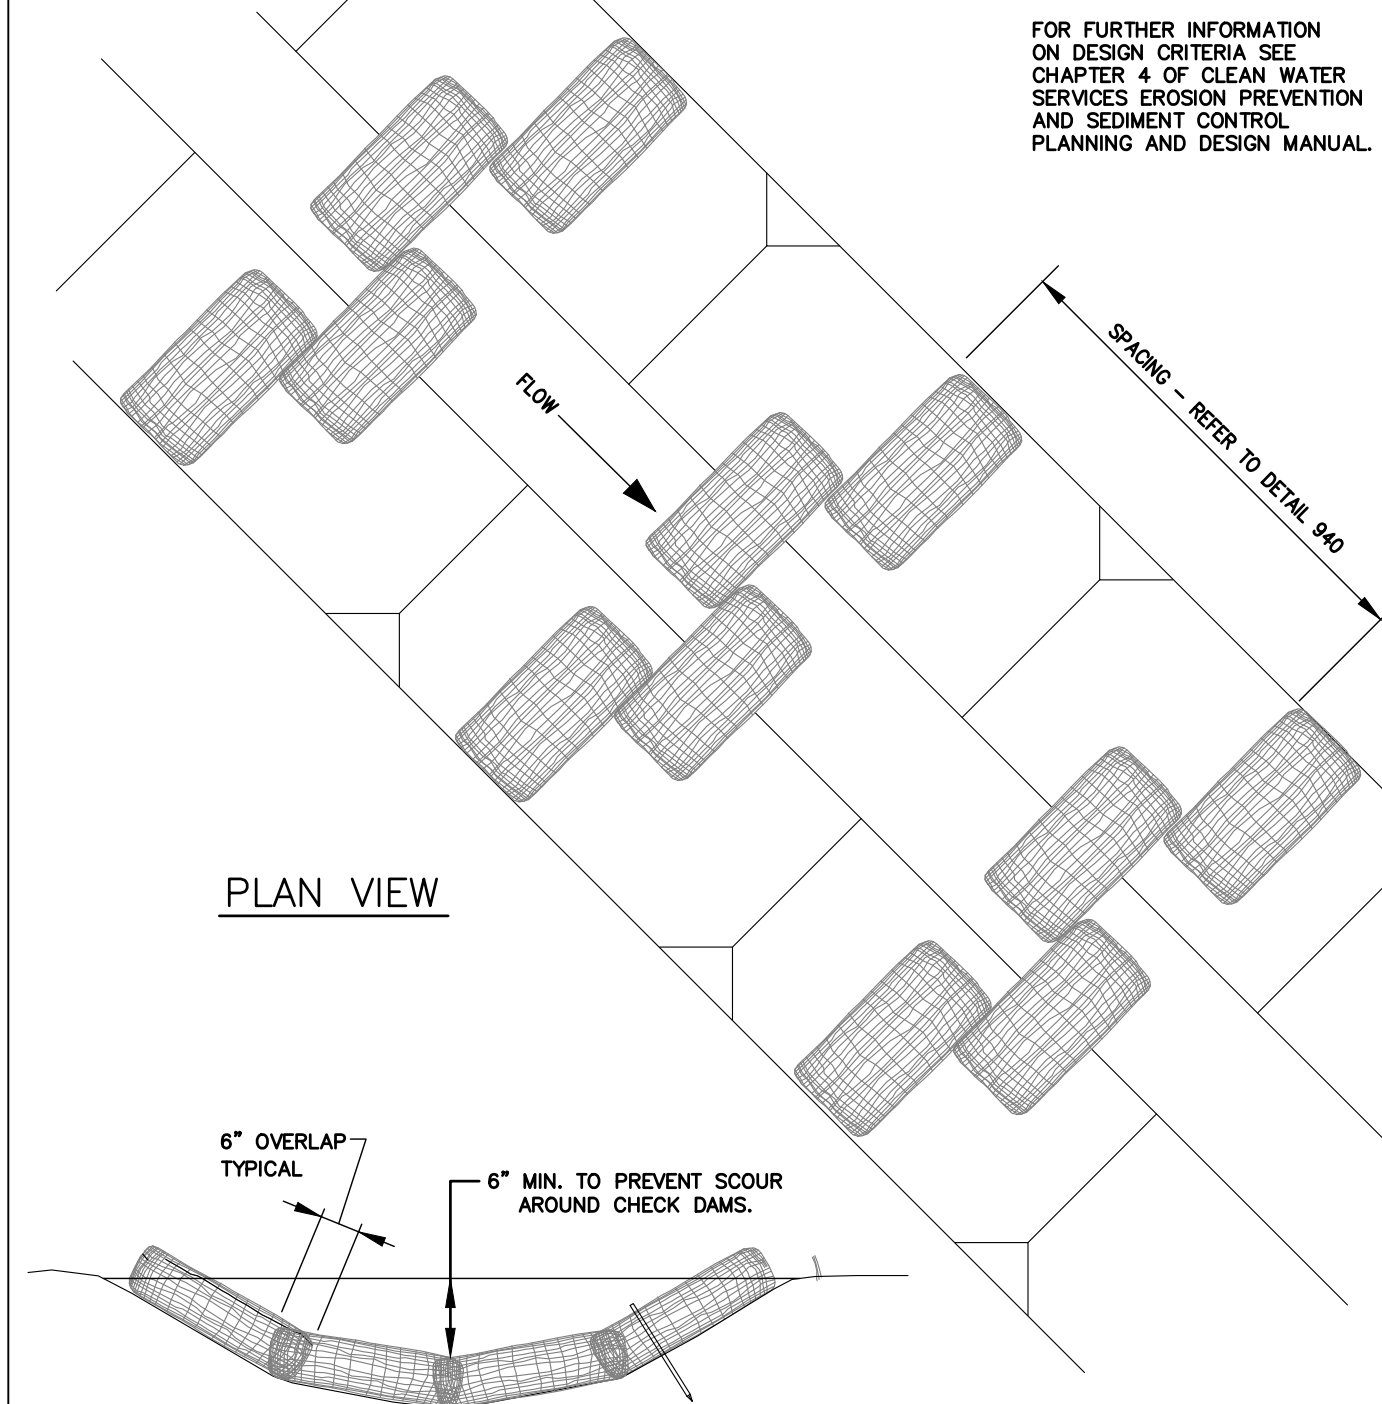 FOR FURTHER INFORMATION
ON DESIGN CRITERIA SEE
CHAPTER 4 OF CLEAN WATER
SERVICES EROSION PREVENTION
AND SEDIMENT CONTROL
PLANNING AND DESIGN MANUAL.
SPACING - REFER TO DETAIL 940
FLOW
PLAN VIEW
6" OVERLAP
TYPICAL
6" MIN. TO PREVENT SCOUR
AROUND CHECK DAMS.